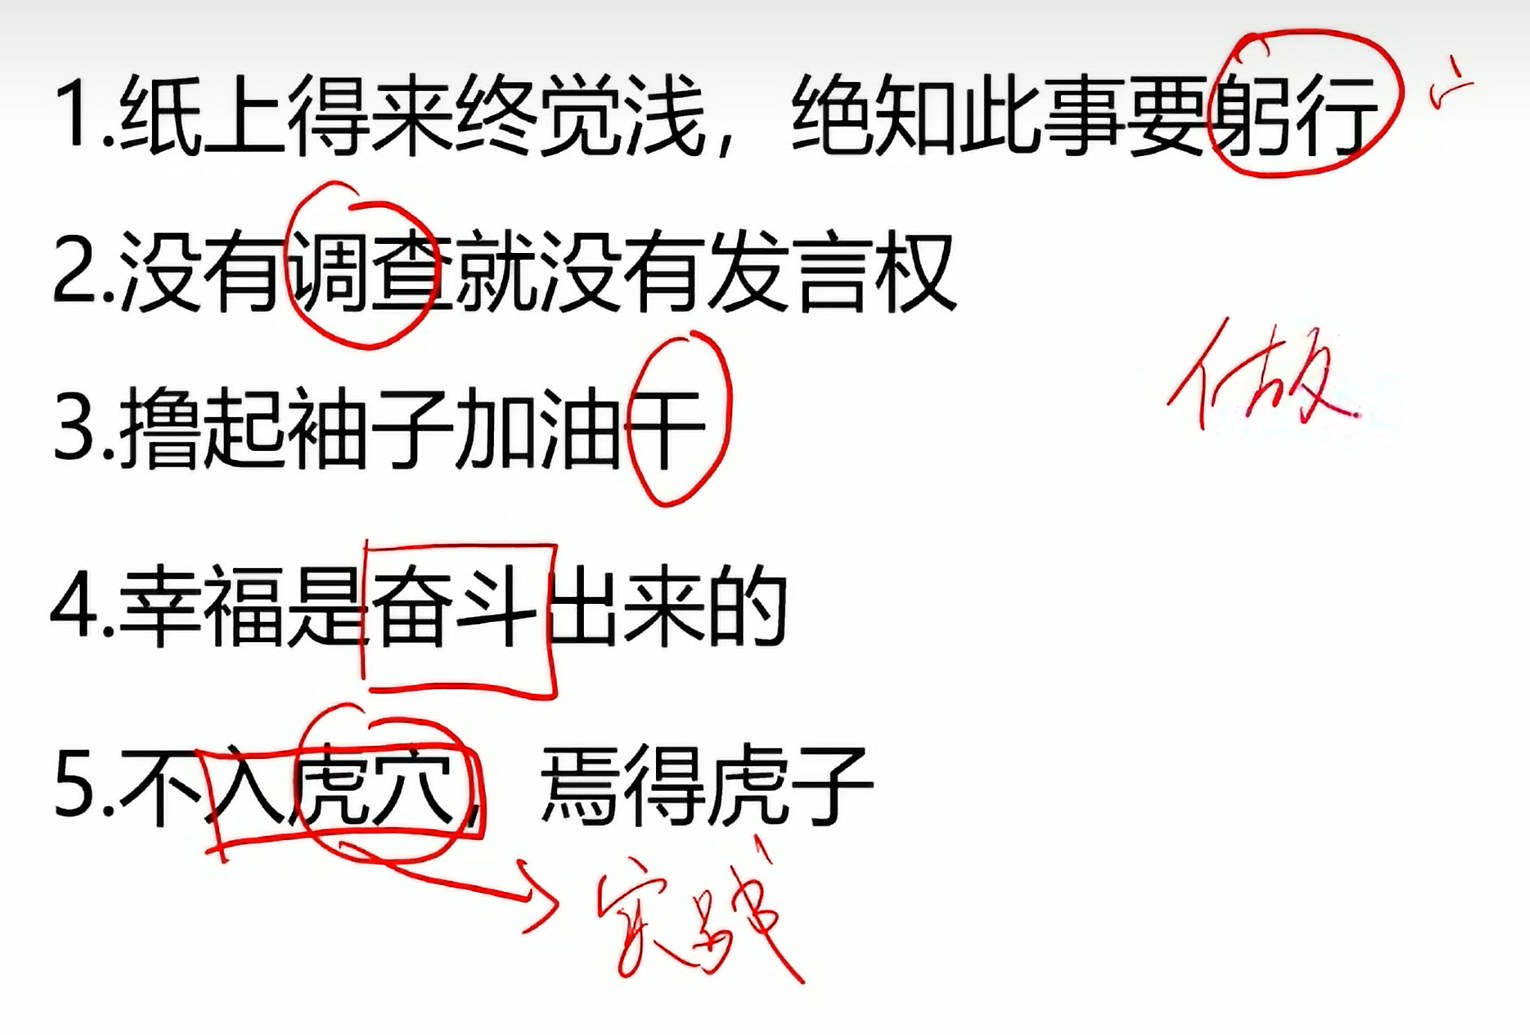 1.纸上得来终觉浅，绝知此事要躬行
2.没有调查就没有发言权
做
3.撸起袖子加油干
4.幸福是奋斗出来的
5.不入虎穴，焉得虎子
实践